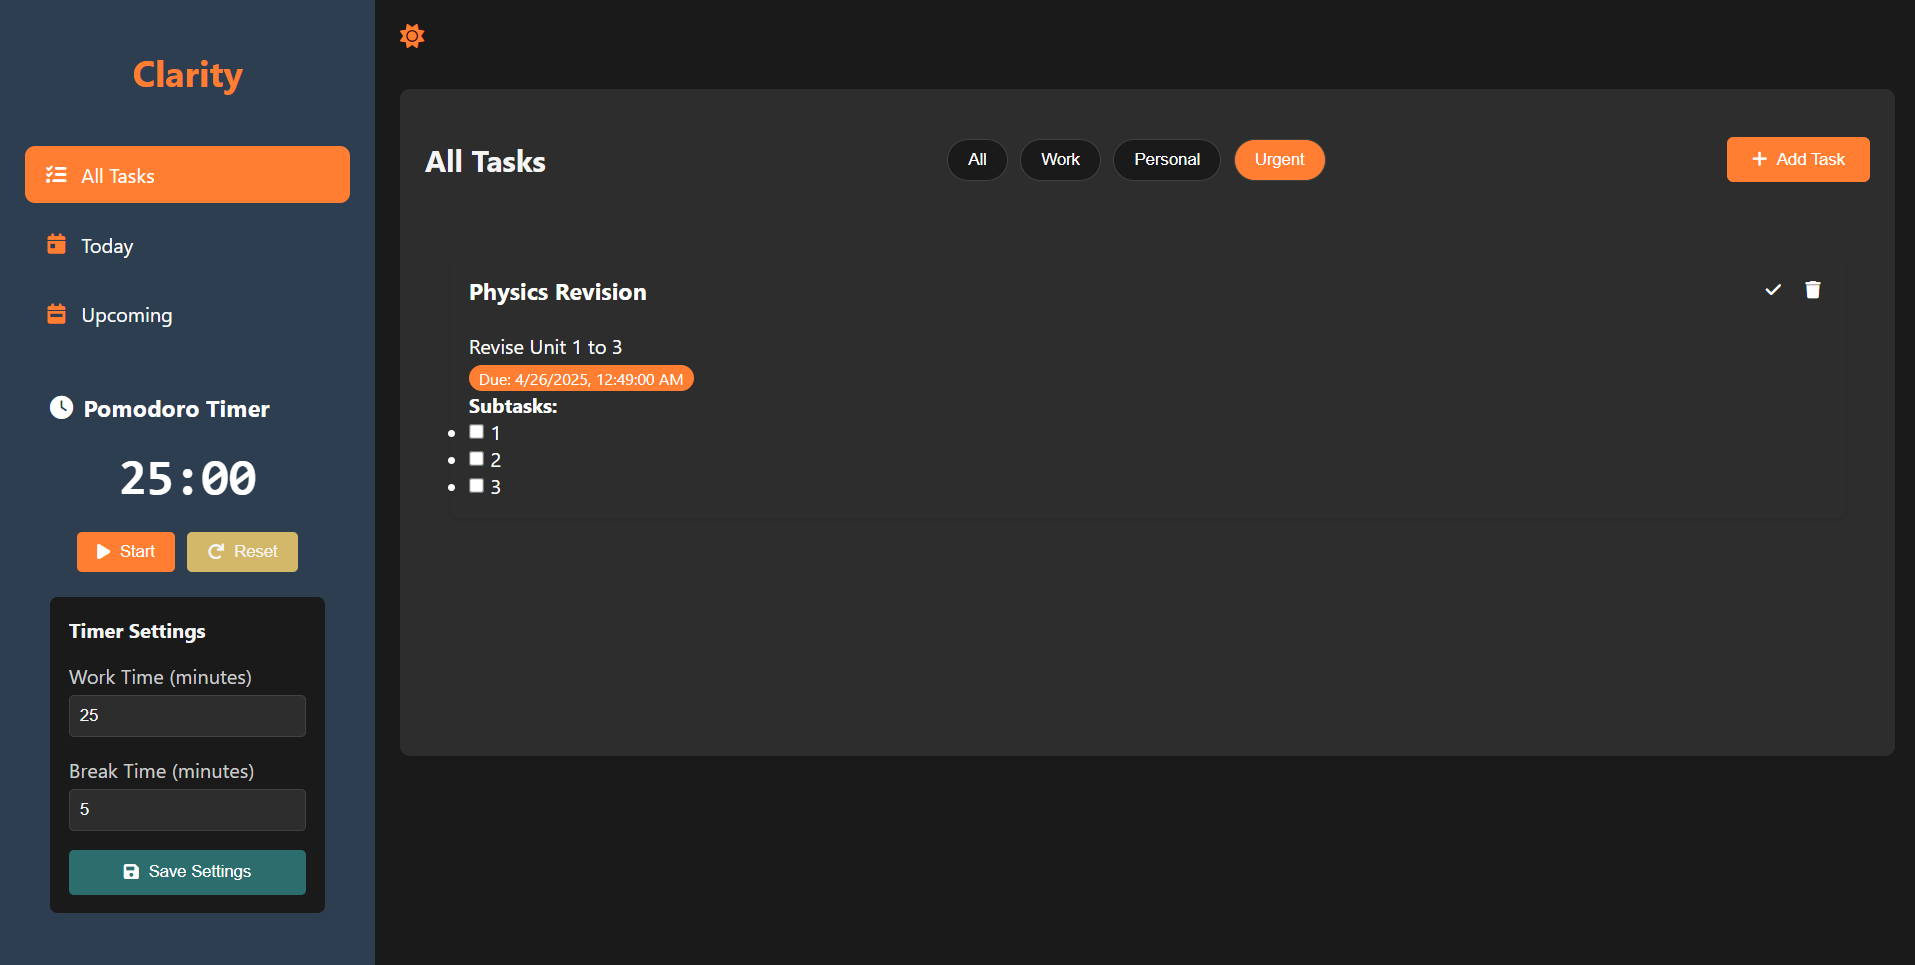 Clarity
All Tasks
Today
Upcoming
Pomodoro Timer
25:00
Start Reset
Timer Settings
Work Time (minutes)
25
Break Time (minutes)
5
Save Settings
All Tasks
All Work Personal Urgent
Add Task
Physics Revision
Revise Unit 1 to 3
Due: 4/26/2025, 12:49:00 AM
Subtasks:
1
2
3